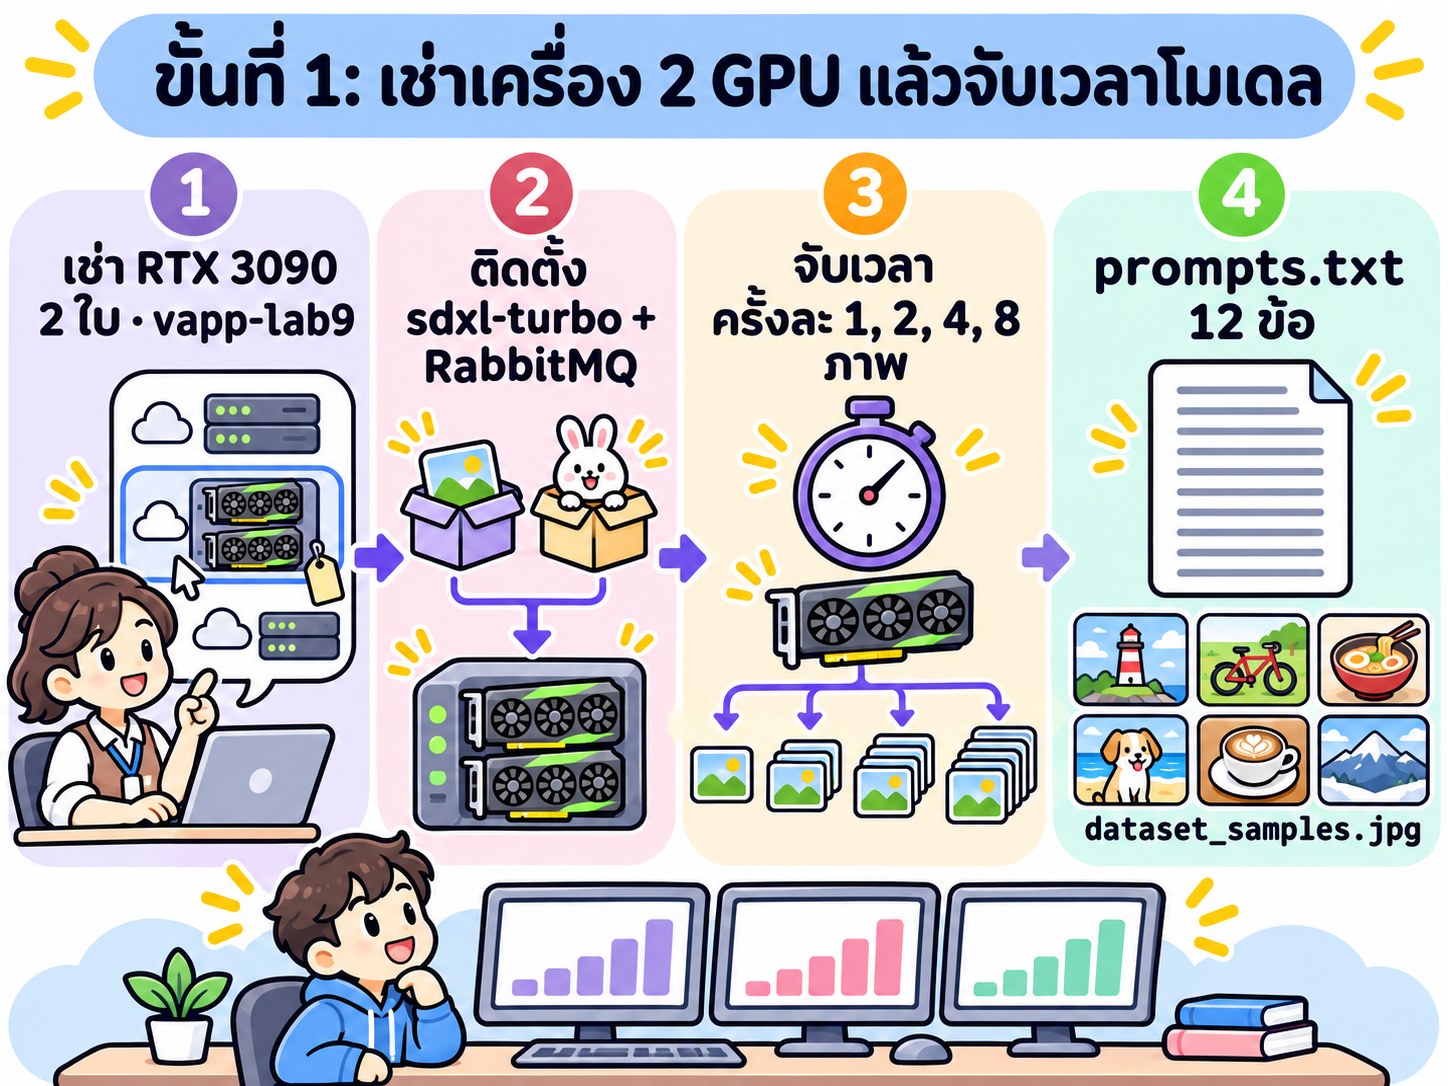 ขั้นที่ 1: เช่าเครื่อง 2 GPU แล้วจับเวลาโมเดล
1
เช่า RTX 3090
2 ใบ · vapp-lab9
2
ติดตั้ง
sdxl-turbo +
RabbitMQ
3
จับเวลา
ครั้งละ 1, 2, 4, 8
ภาพ
4
prompts.txt
12 ข้อ
dataset_samples.jpg